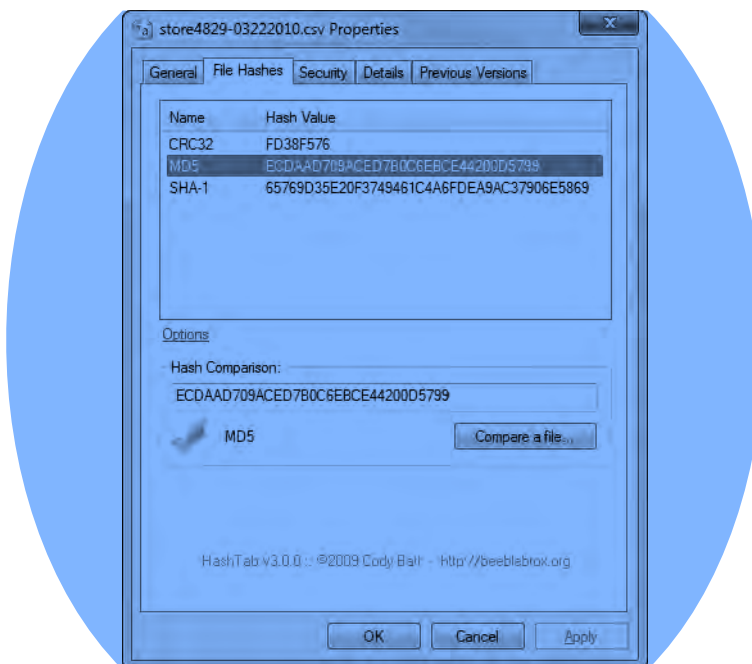 store4829-03222010.csv Properties
x
General File Hashes Security Details Previous Versions
Name Hash Value
CRC32 FD38F576
MD5 ECDAAD709ACED7B0C6EBCE44200D5799
SHA-1 65769D35E20F3749461C4A6FDEA9AC37906E5869
Options
Hash Comparison:
ECDAAD709ACED7B0C6EBCE44200D5799
MD5 Compare a file...
HashTab v3.0.0 :: ©2009 Cody Batt - http://beeblebrox.org
OK Cancel Apply